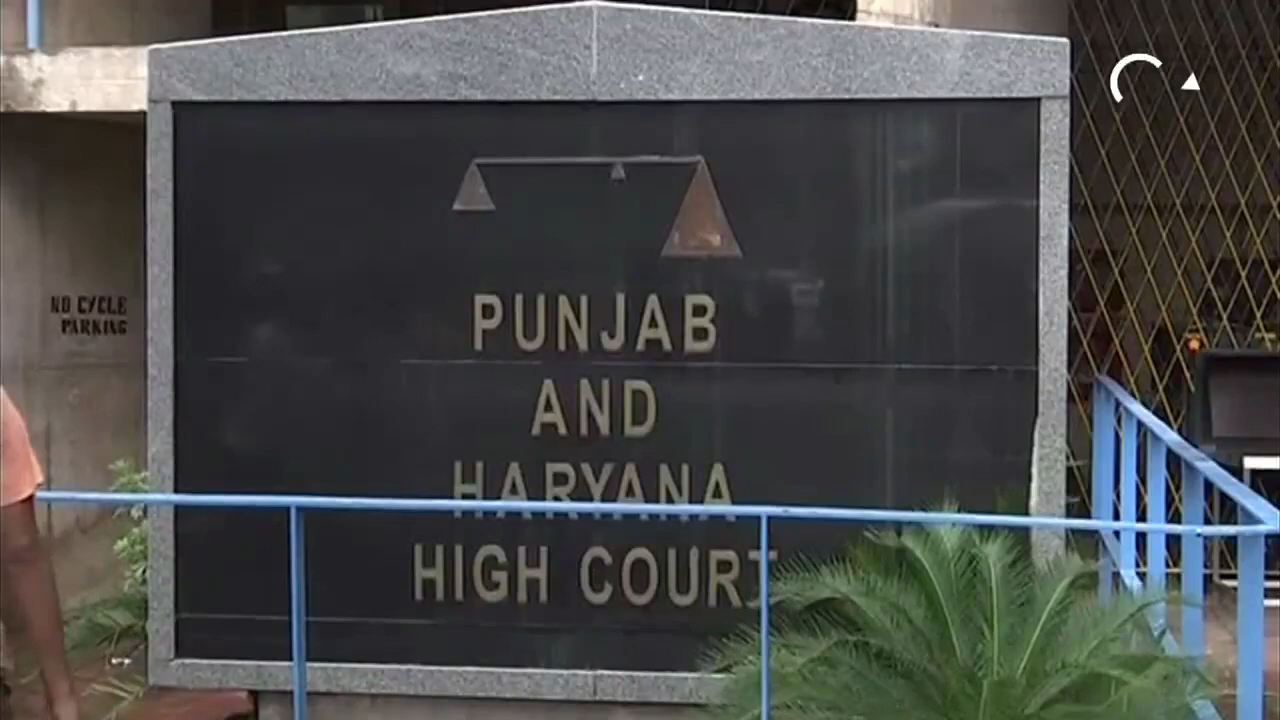 NO CYCLE
PARKING
PUNJAB
AND
HARYANA
HIGH COURT